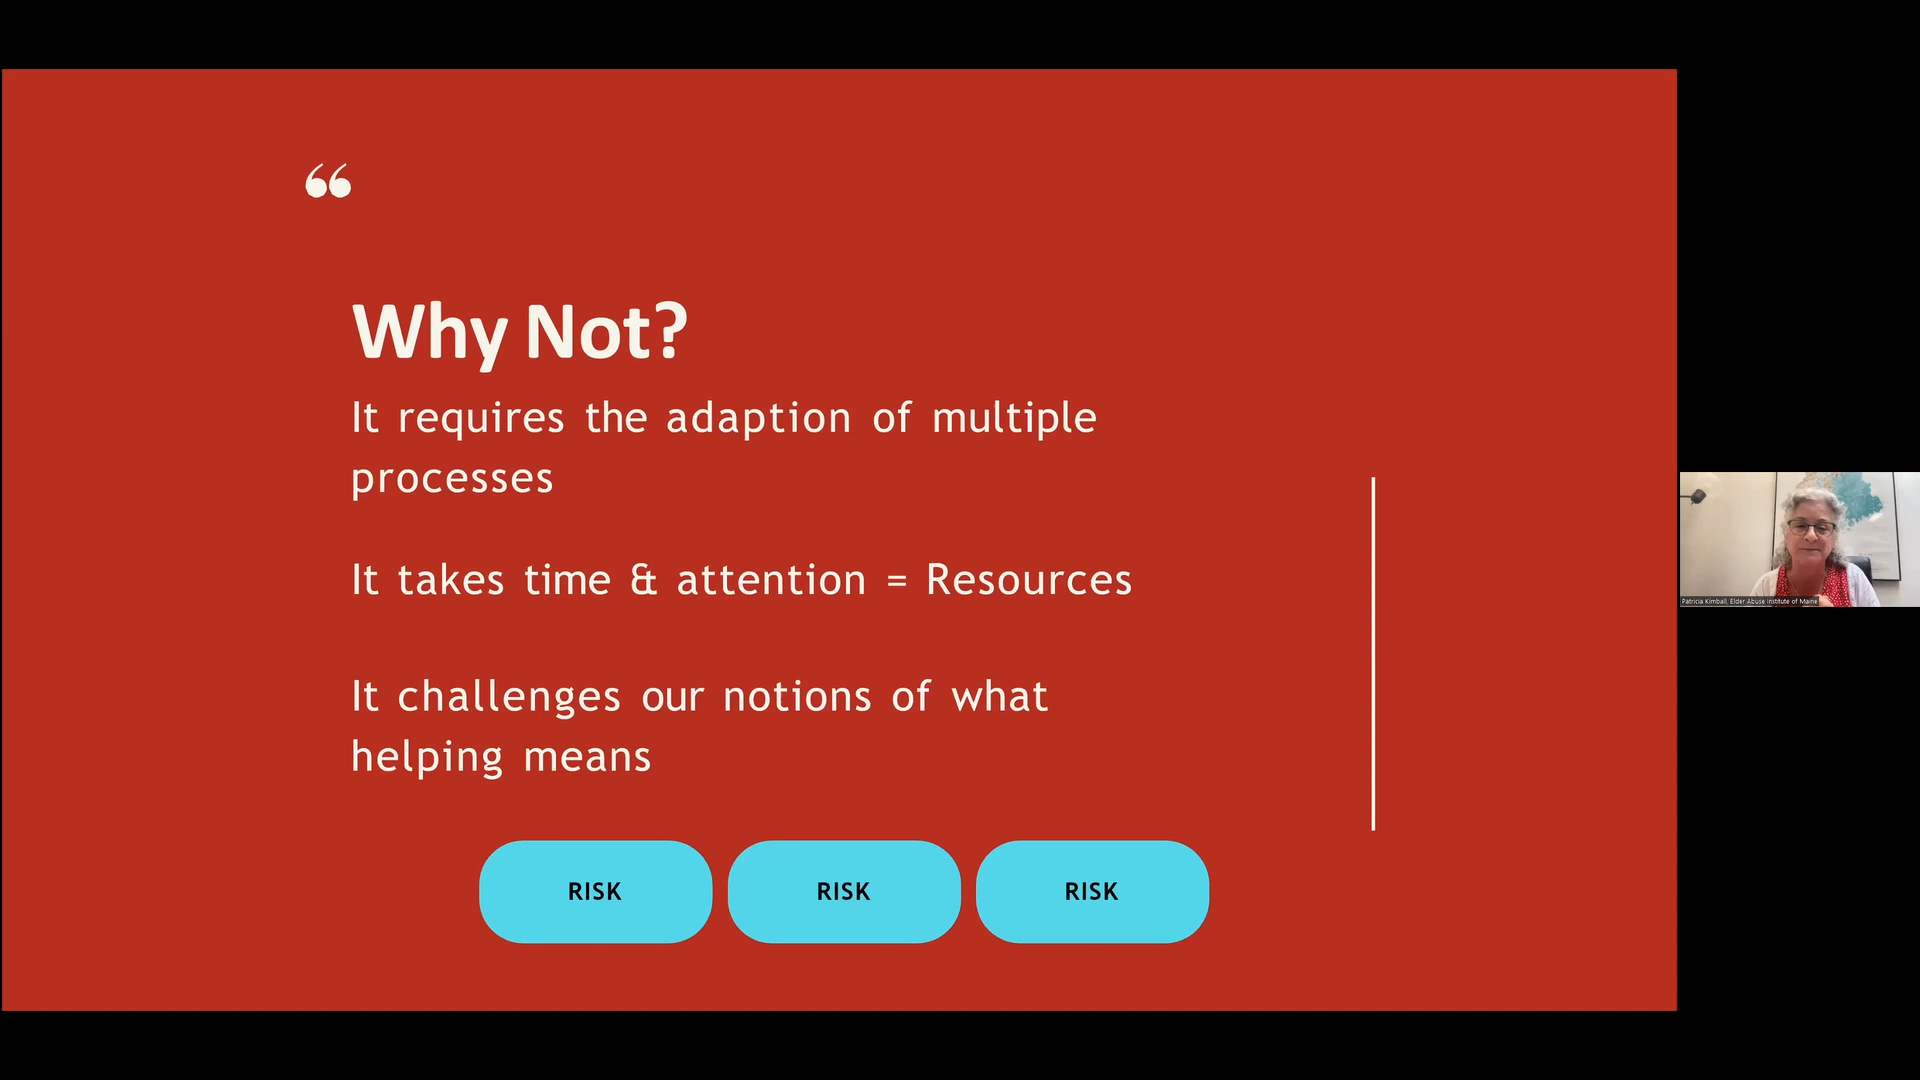 “
Why Not?
It requires the adaption of multiple
processes
It takes time & attention = Resources
It challenges our notions of what
helping means
RISK RISK RISK
Patricia Kimball, Elder Abuse Institute of Maine